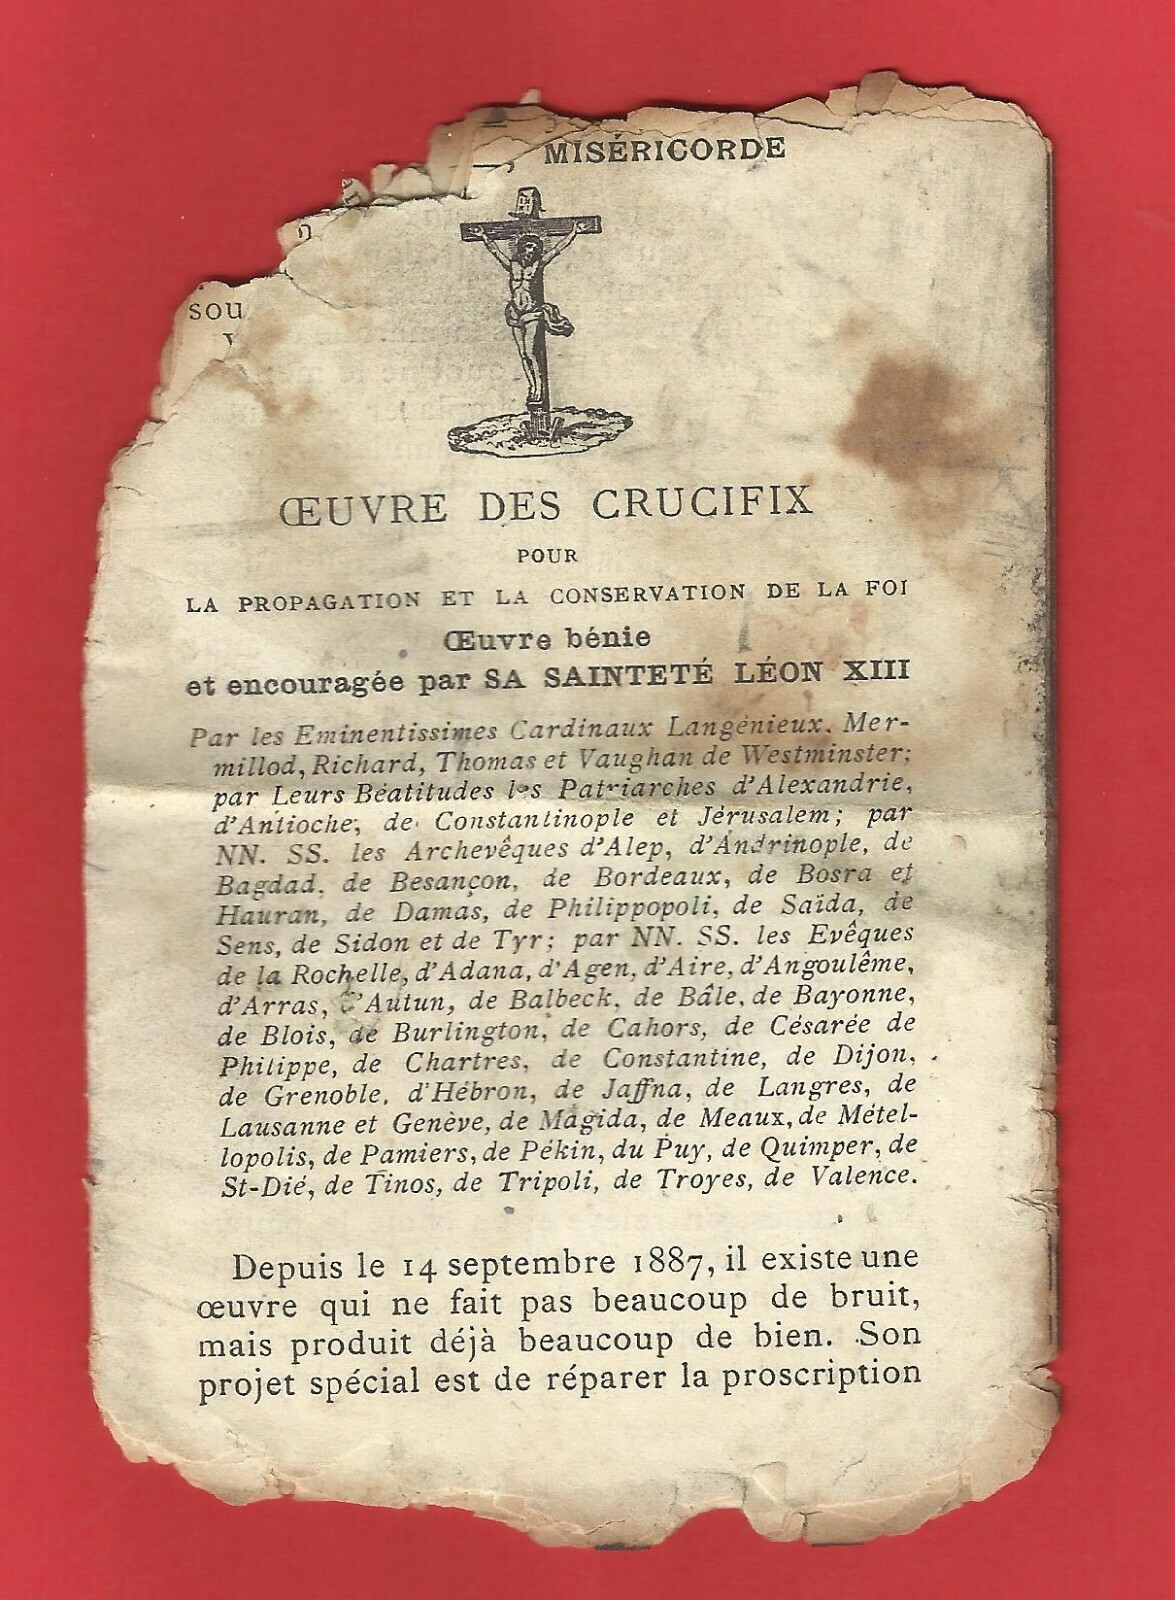 MISÉRICORDE
sou
ŒUVRE DES CRUCIFIX
POUR
LA PROPAGATION ET LA CONSERVATION DE LA FOI
Œuvre bénie
et encouragée par SA SAINTETÉ LÉON XIII
Par les Eminentissimes Cardinaux Langénieux, Mer-
millod, Richard, Thomas et Vaughan de Westminster;
par Leurs Béatitudes les Patriarches d'Alexandrie,
d'Antioche, de Constantinople et Jérusalem; par
NN. SS. les Archevêques d'Alep, d'Andrinople, de
Bagdad, de Besançon, de Bordeaux, de Bosra et
Hauran, de Damas, de Philippopoli, de Saïda, de
Sens, de Sidon et de Tyr; par NN. SS. les Evêques
de la Rochelle, d'Adana, d'Agen, d'Aire, d'Angoulême,
d'Arras, d'Autun, de Balbeck, de Bâle, de Bayonne,
de Blois, de Burlington, de Cahors, de Césarée de
Philippe, de Chartres, de Constantine, de Dijon,
de Grenoble, d'Hébron, de Jaffna, de Langres, de
Lausanne et Genève, de Magida, de Meaux, de Métel-
lopolis, de Pamiers, de Pékin, du Puy, de Quimper, de
St-Dié, de Tinos, de Tripoli, de Troyes, de Valence.
Depuis le 14 septembre 1887, il existe une
œuvre qui ne fait pas beaucoup de bruit,
mais produit déjà beaucoup de bien. Son
projet spécial est de réparer la proscription